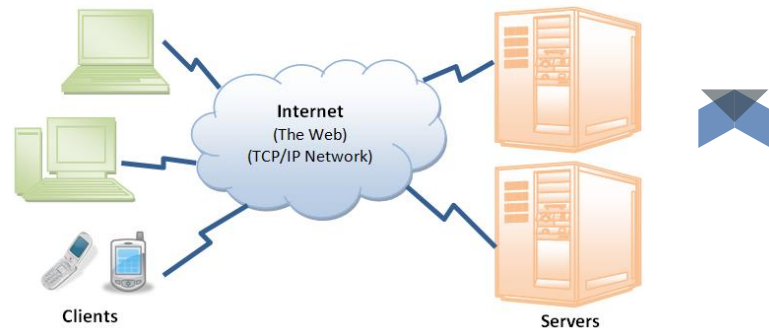 Internet
(The Web)
(TCP/IP Network)
Clients
Servers